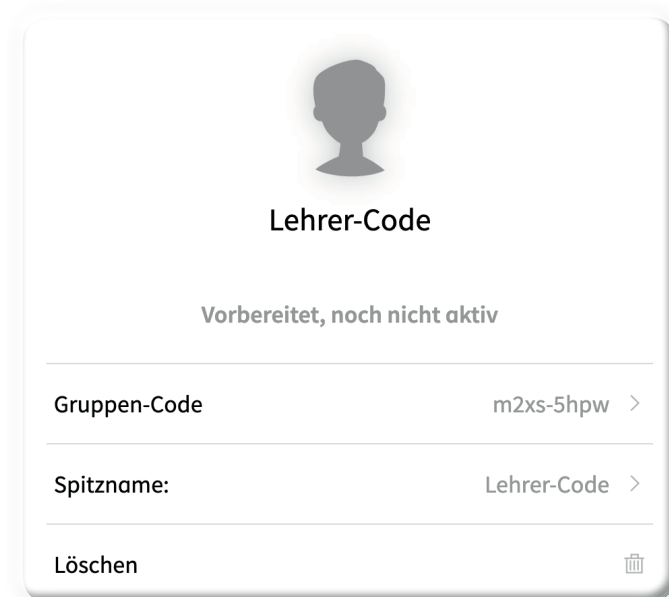 Lehrer-Code
Vorbereitet, noch nicht aktiv
Gruppen-Code m2xs-5hpw
Spitzname: Lehrer-Code
Löschen